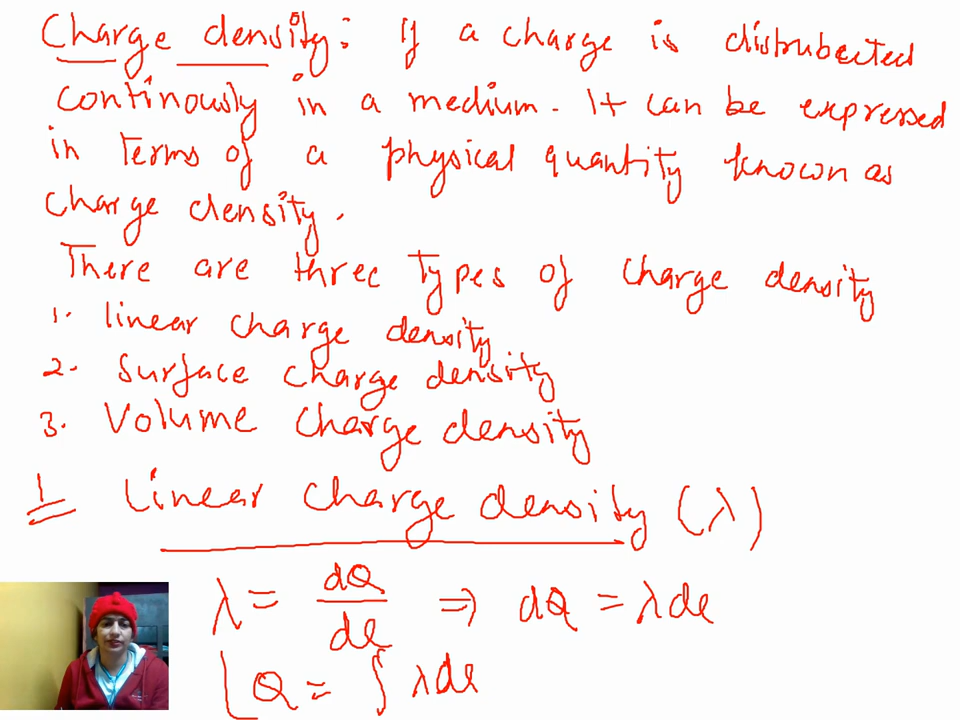 Charge density: If a charge is distrubected
continously in a medium. It can be expressed
in terms of a physical quantity known as
charge density.
There are three types of charge density
1. linear charge density
2. Surface charge density
3. Volume charge density
1 Linear charge density (λ)
λ = dQ/dl ⇒ dQ = λdl
Q = ∫ λdl